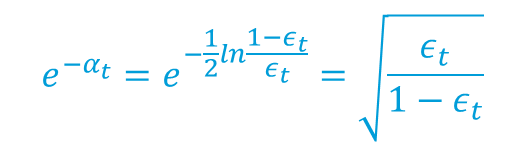 e^{-α_t} = e^{-\frac{1}{2}ln\frac{1-ϵ_t}{ϵ_t}} = \sqrt{\frac{ϵ_t}{1-ϵ_t}}